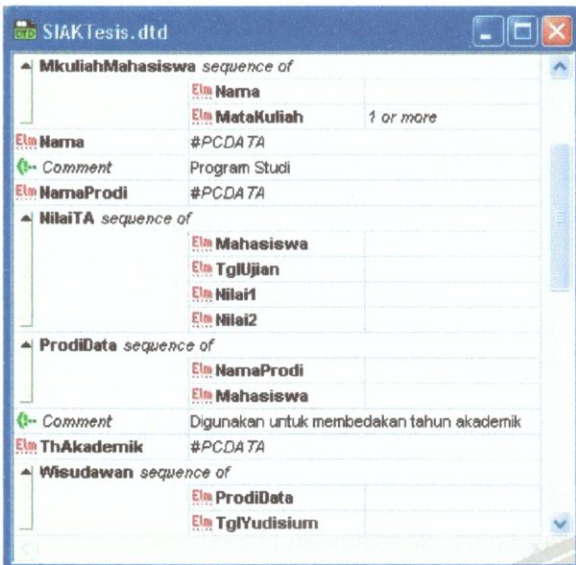 SIAKTesis.dtd
MkuliahMahasiswa sequence of
Elm Nama
Elm MataKuliah 1 or more
Elm Nama #PCDATA
Comment Program Studi
Elm NamaProdi #PCDATA
NilaiTA sequence of
Elm Mahasiswa
Elm TglUjian
Elm Nilai1
Elm Nilai2
ProdiData sequence of
Elm NamaProdi
Elm Mahasiswa
Comment Digunakan untuk membedakan tahun akademik
Elm ThAkademik #PCDATA
Wisudawan sequence of
Elm ProdiData
Elm TglYudisium